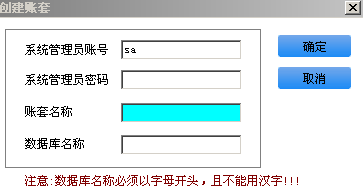 创建账套
系统管理员账号 sa 确定
系统管理员密码 取消
账套名称
数据库名称
注意:数据库名称必须以字母开头，且不能用汉字!!!